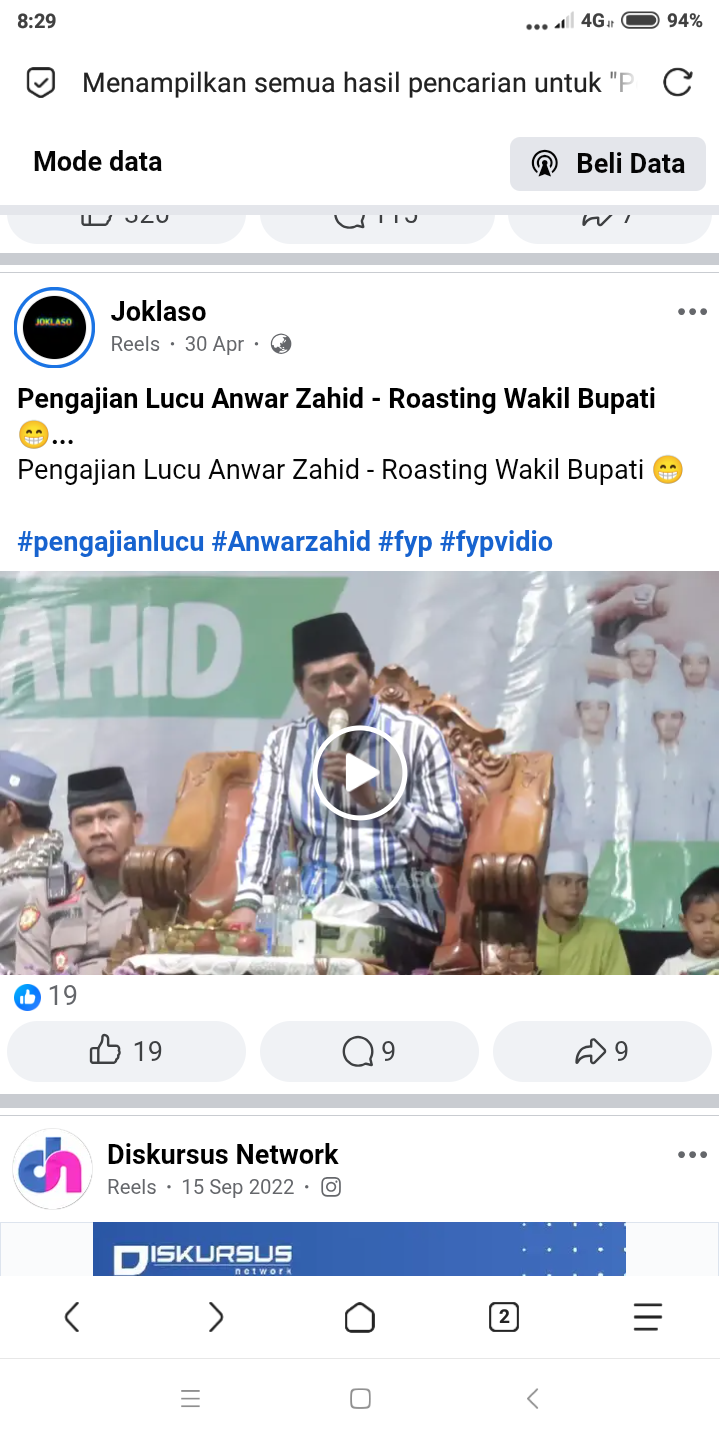 8:29
4G 94%
Menampilkan semua hasil pencarian untuk "P
Mode data
Beli Data
320 115 7
JOKLASO
Joklaso
Reels · 30 Apr ·
Pengajian Lucu Anwar Zahid - Roasting Wakil Bupati
😁...
Pengajian Lucu Anwar Zahid - Roasting Wakil Bupati 😁
#pengajianlucu #Anwarzahid #fyp #fypvidio
AHID
JOKLASO
19
19 9 9
dn
Diskursus Network
Reels · 15 Sep 2022 ·
DISKURSUS
network
2